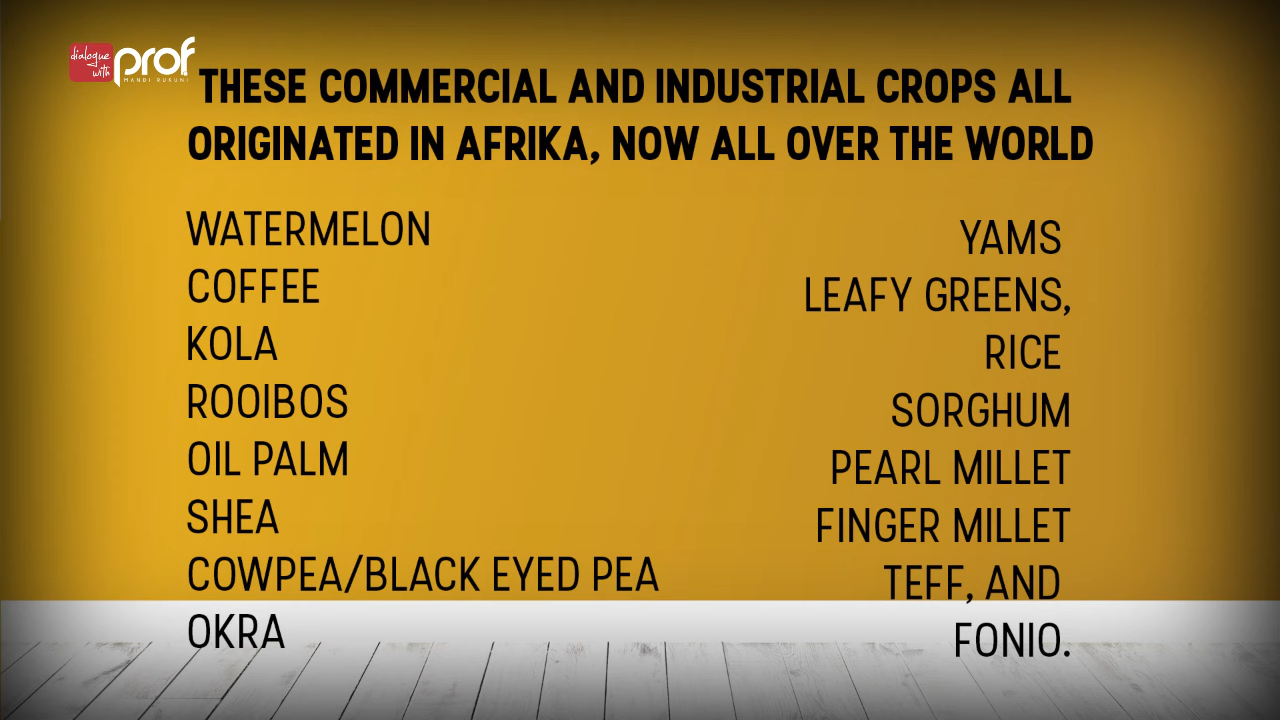 dialogue
with
prof
MANDI RUKUNI
THESE COMMERCIAL AND INDUSTRIAL CROPS ALL
ORIGINATED IN AFRIKA, NOW ALL OVER THE WORLD
WATERMELON
COFFEE
KOLA
ROOIBOS
OIL PALM
SHEA
COWPEA/BLACK EYED PEA
OKRA
YAMS
LEAFY GREENS,
RICE
SORGHUM
PEARL MILLET
FINGER MILLET
TEFF, AND
FONIO.